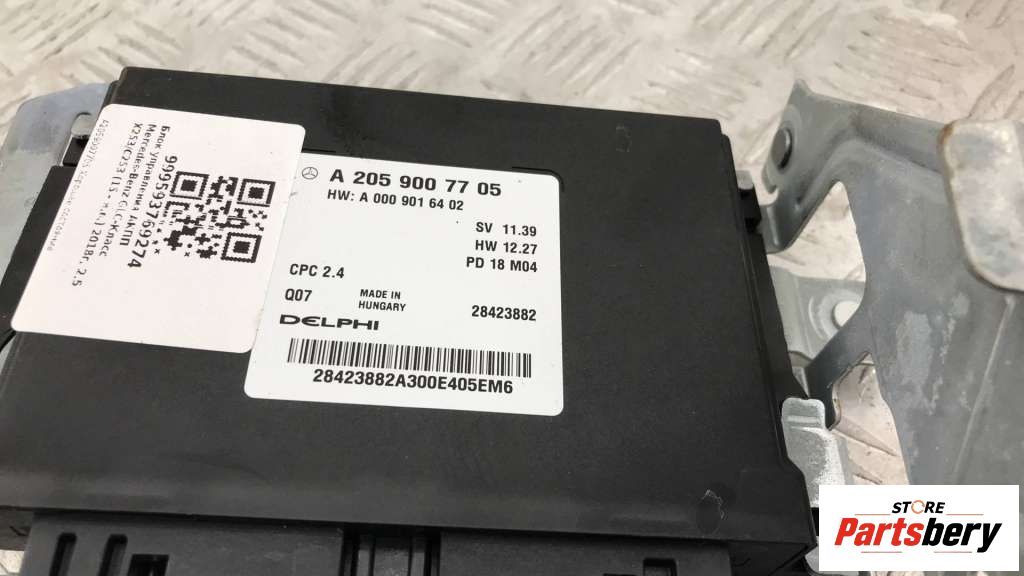 A 205 900 77 05
HW: A 000 901 64 02
SV 11.39
HW 12.27
PD 18 M04
CPC 2.4
Q07
MADE IN
HUNGARY
28423882
DELPHI
28423882A300E405EM6
999593769274
Блок управления АКПП
Mercedes-Benz GLC-Класс
X253/C253 (15 - н.в.) 2018г. 2.5
STORE
Partsbery